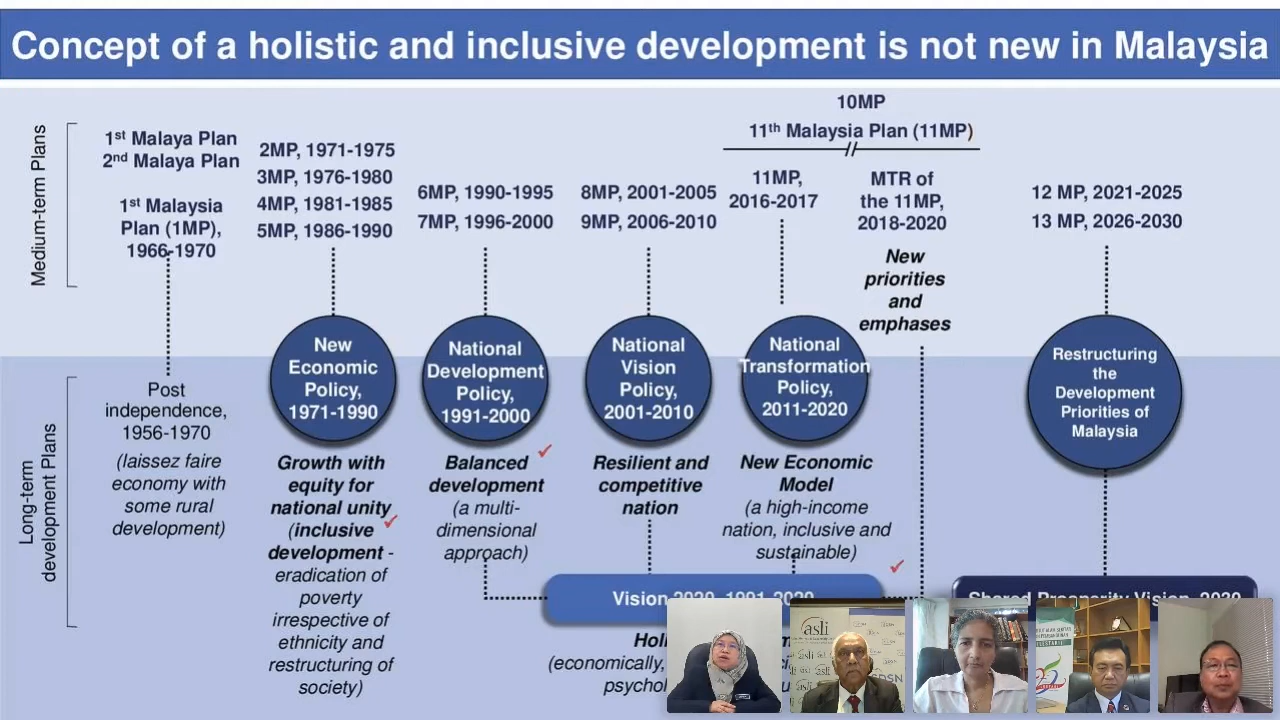 Concept of a holistic and inclusive development is not new in Malaysia
Medium-term Plans
1st Malaya Plan
2nd Malaya Plan
1st Malaysia
Plan (1MP),
1966-1970
2MP, 1971-1975
3MP, 1976-1980
4MP, 1981-1985
5MP, 1986-1990
6MP, 1990-1995
7MP, 1996-2000
8MP, 2001-2005
9MP, 2006-2010
10MP
11th Malaysia Plan (11MP)
11MP,
2016-2017
MTR of
the 11MP,
2018-2020
New
priorities
and
emphases
12 MP, 2021-2025
13 MP, 2026-2030
Long-term
development Plans
Post
independence,
1956-1970
(laissez faire
economy with
some rural
development)
New
Economic
Policy,
1971-1990
Growth with
equity for
national unity
(inclusive
development -
eradication of
poverty
irrespective of
ethnicity and
restructuring of
society)
National
Development
Policy,
1991-2000
Balanced
development
(a multi-
dimensional
approach)
National
Vision
Policy,
2001-2010
Resilient and
competitive
nation
National
Transformation
Policy,
2011-2020
New Economic
Model
(a high-income
nation, inclusive and
sustainable)
Restructuring
the
Development
Priorities of
Malaysia
Vision 2020, 1991-2020
Shared Prosperity Vision, 2030
(economically,
asli